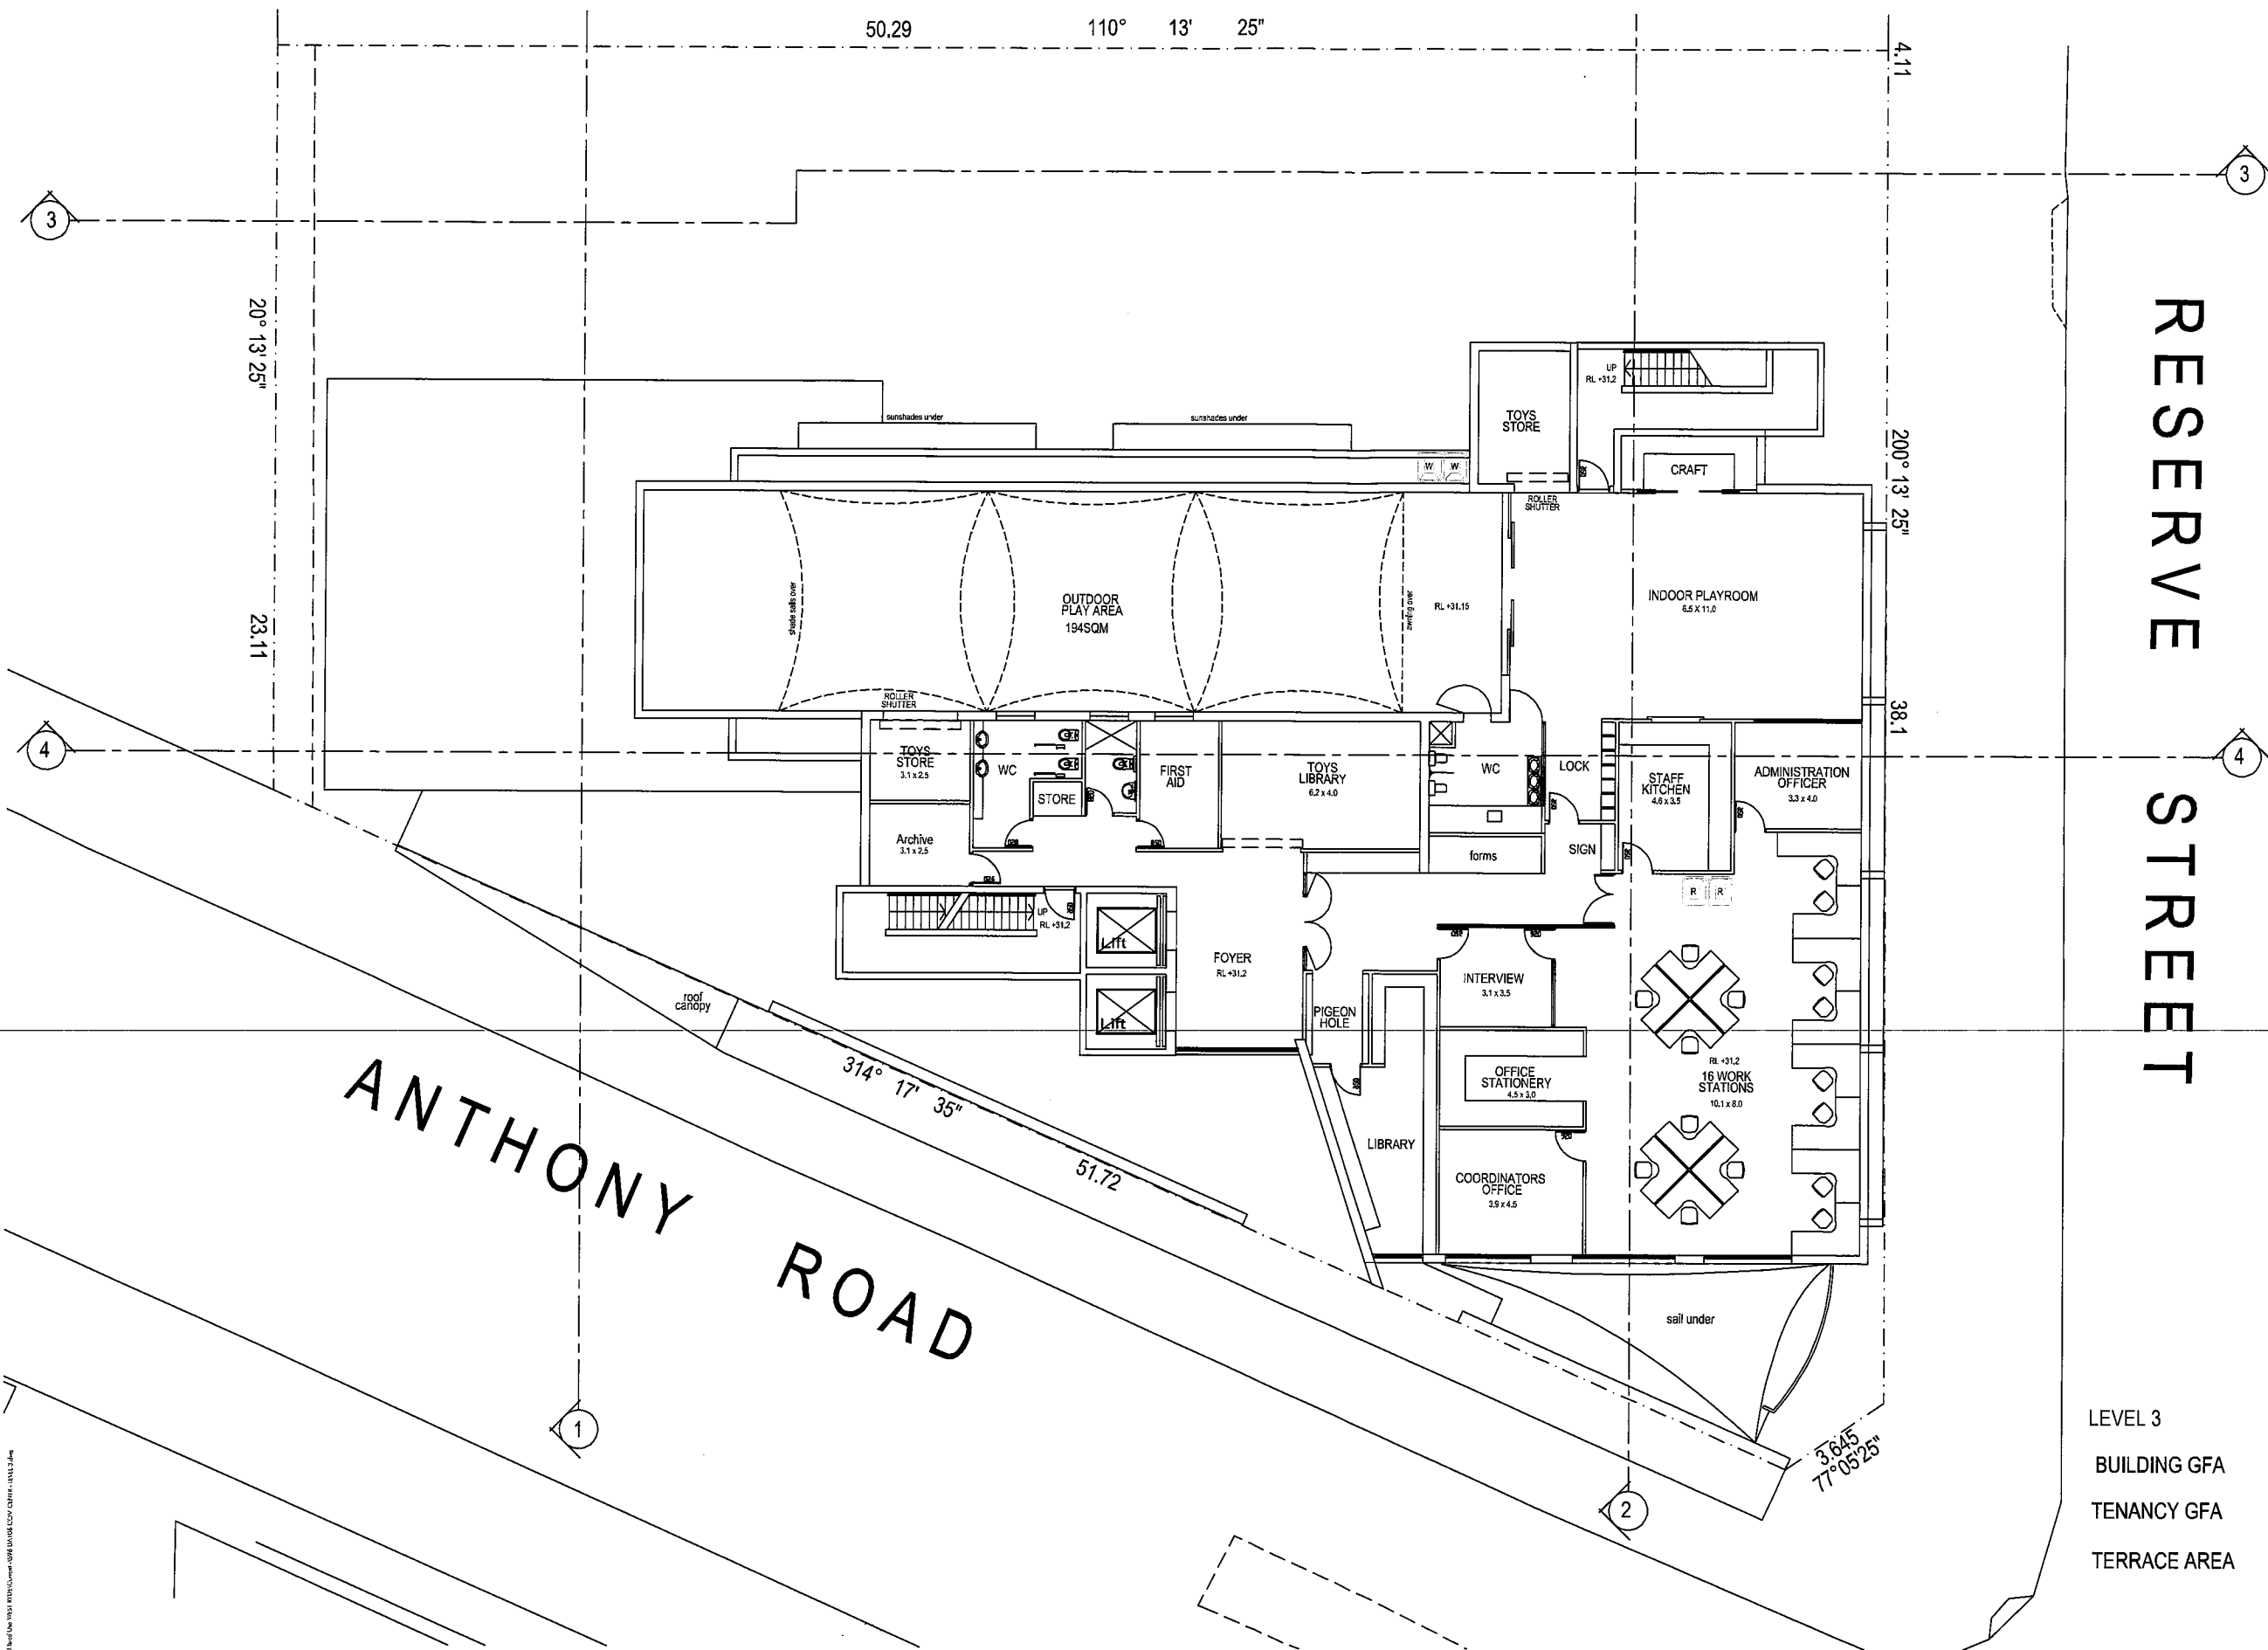 50.29 110° 13' 25"
4.11
3
3
20° 13' 25"
23.11
200° 13' 25"
38.1
RESERVE STREET
sunshades under
sunshades under
TOYS
STORE
UP
RL +31.2
CRAFT
W W
ROLLER
SHUTTER
shade sails over
OUTDOOR
PLAY AREA
194SQM
awning over
RL +31.15
INDOOR PLAYROOM
6.5 X 11.0
ROLLER
SHUTTER
4
4
TOYS
STORE
3.1 x 2.5
WC
STORE
FIRST
AID
TOYS
LIBRARY
6.2 x 4.0
WC
LOCK
STAFF
KITCHEN
4.6 x 3.5
ADMINISTRATION
OFFICER
3.3 x 4.0
Archive
3.1 x 2.5
forms
SIGN
R R
UP
RL +31.2
Lift
Lift
FOYER
RL +31.2
INTERVIEW
3.1 x 3.5
PIGEON
HOLE
roof
canopy
OFFICE
STATIONERY
4.5 x 3.0
RL +31.2
16 WORK
STATIONS
10.1 x 8.0
LIBRARY
COORDINATORS
OFFICE
3.9 x 4.5
314° 17' 35"
51.72
ANTHONY ROAD
sail under
3.645
77°05'25"
1
2
LEVEL 3
BUILDING GFA
TENANCY GFA
TERRACE AREA